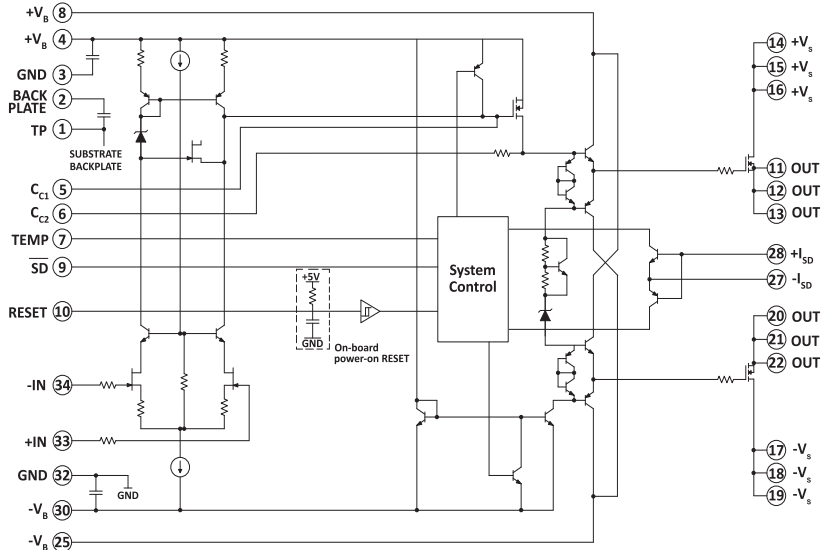 +VB 8
+VB 4
GND 3
BACK PLATE 2
TP 1
SUBSTRATE
BACKPLATE
CC1 5
CC2 6
TEMP 7
SD 9
RESET 10
-IN 34
+IN 33
GND 32
GND
-VB 30
-VB 25
+5V
GND
On-board
power-on RESET
System
Control
14 +Vs
15 +Vs
16 +Vs
11 OUT
12 OUT
13 OUT
28 +ISD
27 -ISD
20 OUT
21 OUT
22 OUT
17 -Vs
18 -Vs
19 -Vs